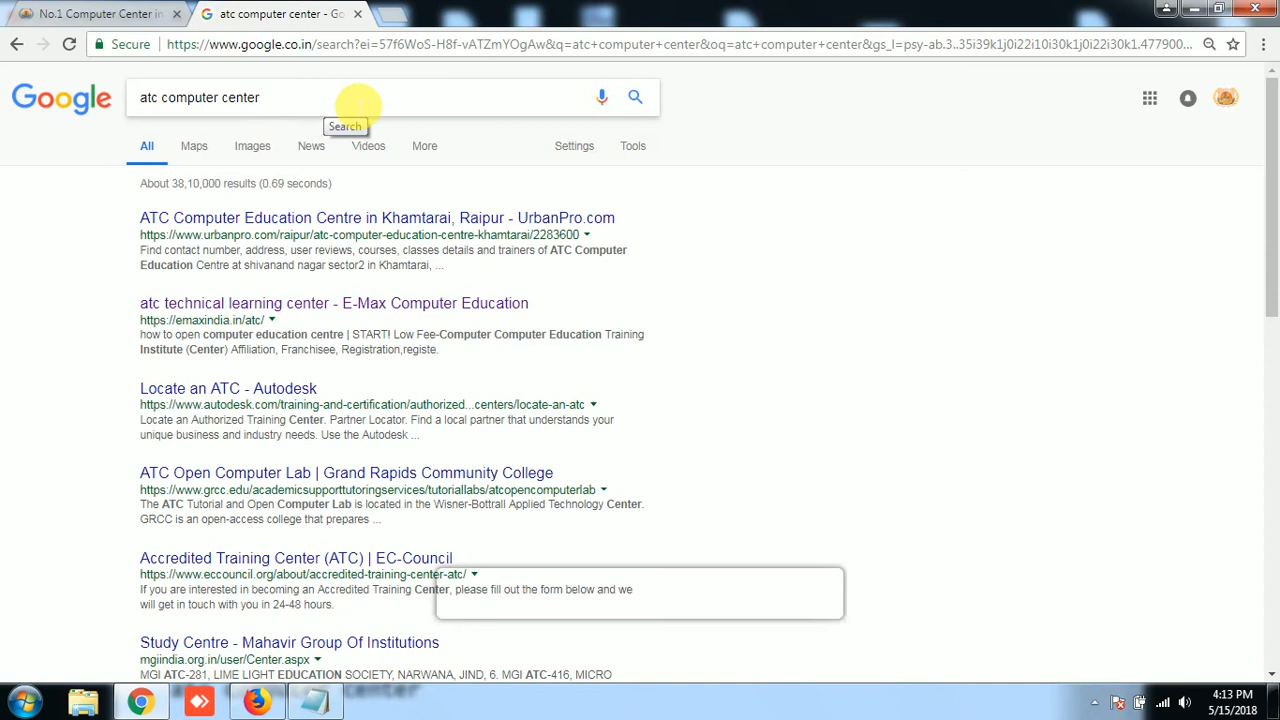 No.1 Computer Center in
atc computer center - Go
Secure
https://www.google.co.in/search?ei=57f6WoS-H8f-vATZmYOgAw&q=atc+computer+center&oq=atc+computer+center&gs_l=psy-ab.3..35i39k1j0i22i10i30k1j0i22i30k1.477900...
Google
atc computer center
Search
All
Maps
Images
News
Videos
More
Settings
Tools
About 38,10,000 results (0.69 seconds)
ATC Computer Education Centre in Khamtarai, Raipur - UrbanPro.com
https://www.urbanpro.com/raipur/atc-computer-education-centre-khamtarai/2283600
Find contact number, address, user reviews, courses, classes details and trainers of ATC Computer
Education Centre at shivanand nagar sector2 in Khamtarai, ...
atc technical learning center - E-Max Computer Education
https://emaxindia.in/atc/
how to open computer education centre | START! Low Fee-Computer Computer Education Training
Institute (Center) Affiliation, Franchisee, Registration,registe.
Locate an ATC - Autodesk
https://www.autodesk.com/training-and-certification/authorized...centers/locate-an-atc
Locate an Authorized Training Center. Partner Locator. Find a local partner that understands your
unique business and industry needs. Use the Autodesk ...
ATC Open Computer Lab | Grand Rapids Community College
https://www.grcc.edu/academicsupporttutoringservices/tutoriallabs/atcopencomputerlab
The ATC Tutorial and Open Computer Lab is located in the Wisner-Bottrall Applied Technology Center.
GRCC is an open-access college that prepares ...
Accredited Training Center (ATC) | EC-Council
https://www.eccouncil.org/about/accredited-training-center-atc/
If you are interested in becoming an Accredited Training Center, please fill out the form below and we
will get in touch with you in 24-48 hours.
Study Centre - Mahavir Group Of Institutions
mgiindia.org.in/user/Center.aspx
MGI ATC-281, LIME LIGHT EDUCATION SOCIETY, NARWANA, JIND, 6. MGI ATC-416, MICRO
4:13 PM
5/15/2018